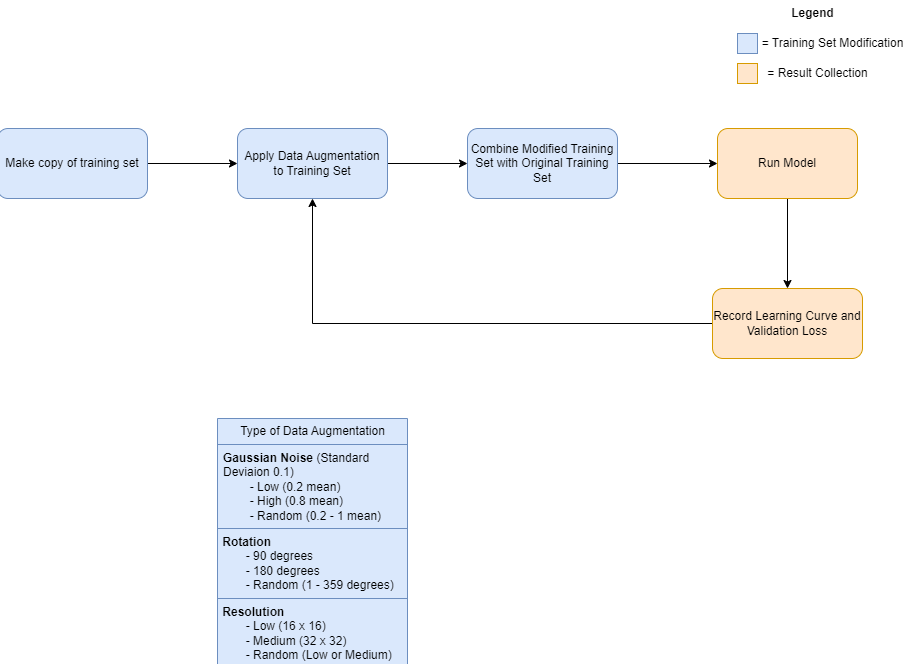 Legend
= Training Set Modification
= Result Collection
Make copy of training set
Apply Data Augmentation
to Training Set
Combine Modified Training
Set with Original Training
Set
Run Model
Record Learning Curve and
Validation Loss
Type of Data Augmentation
Gaussian Noise (Standard
Deviaion 0.1)
- Low (0.2 mean)
- High (0.8 mean)
- Random (0.2 - 1 mean)
Rotation
- 90 degrees
- 180 degrees
- Random (1 - 359 degrees)
Resolution
- Low (16 x 16)
- Medium (32 x 32)
- Random (Low or Medium)